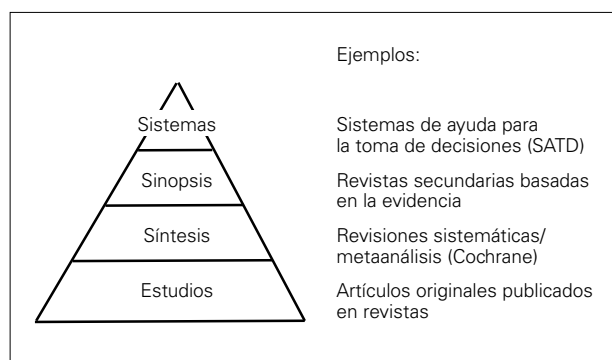 Ejemplos:
Sistemas
Sistemas de ayuda para
la toma de decisiones (SATD)
Sinopsis
Revistas secundarias basadas
en la evidencia
Síntesis
Revisiones sistemáticas/
metaanálisis (Cochrane)
Estudios
Artículos originales publicados
en revistas